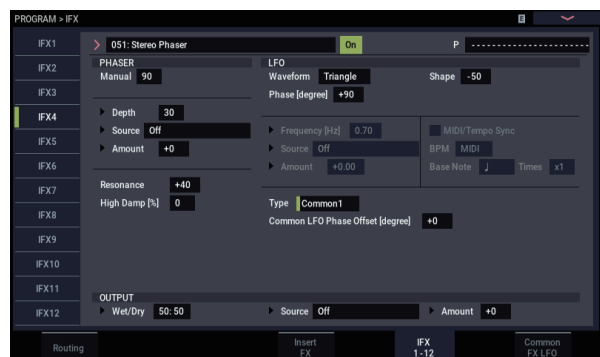 PROGRAM > IFX
E
IFX1
051: Stereo Phaser
On
P ----------------------
IFX2
PHASER
LFO
Manual 90
Waveform Triangle
Shape -50
IFX3
Phase [degree] +90
IFX4
Depth 30
IFX5
Source Off
Frequency [Hz] 0.70
MIDI/Tempo Sync
Amount +0
Source Off
BPM MIDI
IFX6
Amount +0.00
Base Note ♩ Times x1
IFX7
Resonance +40
High Damp [%] 0
Type Common1
IFX8
Common LFO Phase Offset [degree] +0
IFX9
IFX10
IFX11
OUTPUT
IFX12
Wet/Dry 50:50
Source Off
Amount +0
Routing
Insert
FX
IFX
1-12
Common
FX LFO